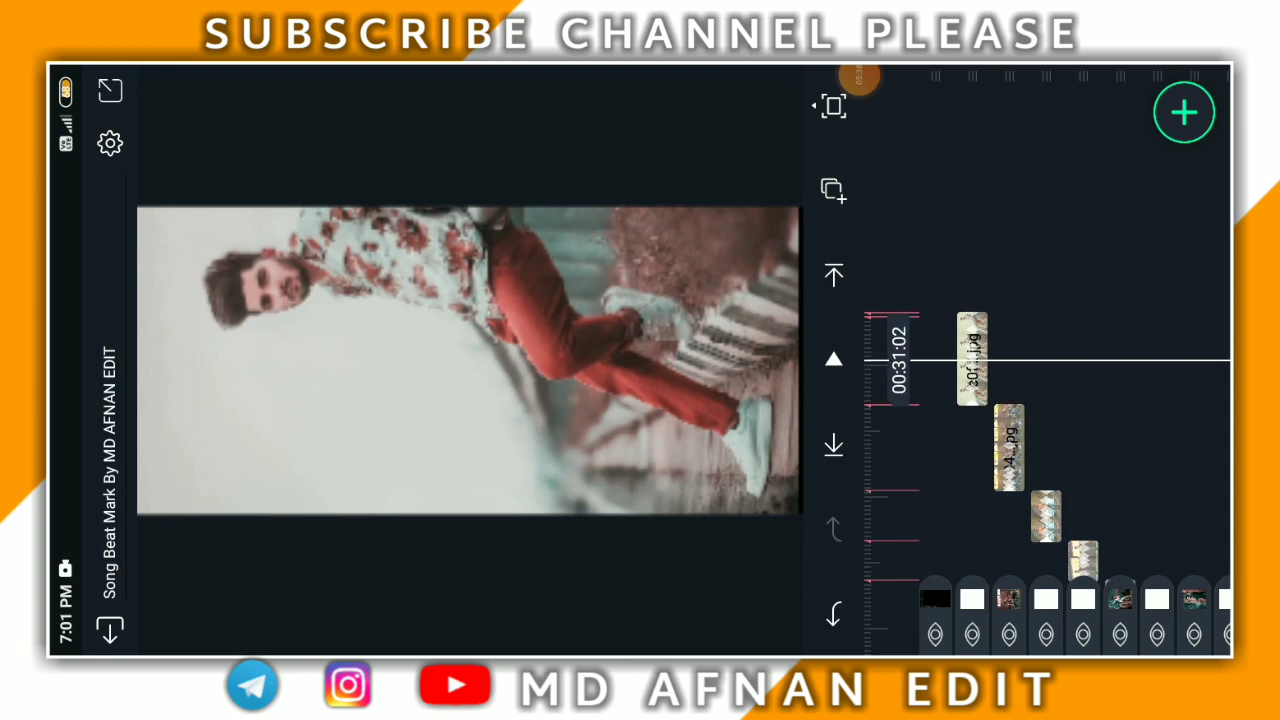 SUBSCRIBE CHANNEL PLEASE
7:01 PM
68
Song Beat Mark By MD AFNAN EDIT
00:31:02
MD AFNAN EDIT